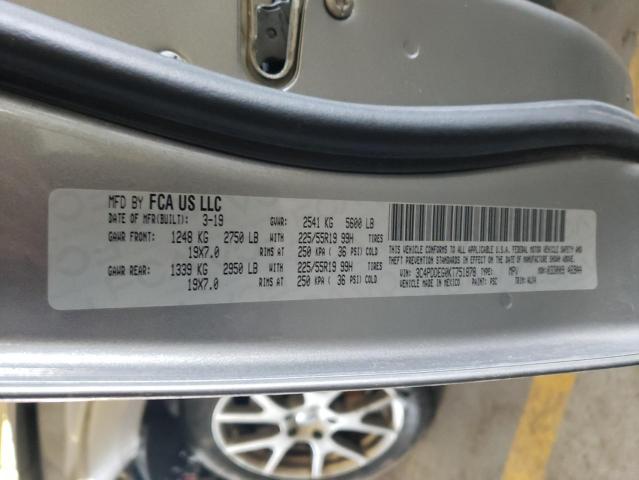 MFD BY FCA US LLC
DATE OF MFR(BUILT): 3-19 GVWR: 2541 KG 5600 LB
GAWR FRONT: 1248 KG 2750 LB WITH 225/55R19 99H TIRES
19X7.0 RIMS AT 250 KPA ( 36 PSI) COLD
GAWR REAR: 1339 KG 2950 LB WITH 225/55R19 99H TIRES
19X7.0 RIMS AT 250 KPA ( 36 PSI) COLD
THIS VEHICLE CONFORMS TO ALL APPLICABLE U.S.A. FEDERAL MOTOR VEHICLE SAFETY AND
THEFT PREVENTION STANDARDS IN EFFECT ON THE DATE OF MANUFACTURE SHOWN ABOVE.
VIN: 3C4PDDEG0KT751878 TYPE: MPV MDH:
VEHICLE MADE IN MEXICO PAINT: PSC TRIM: